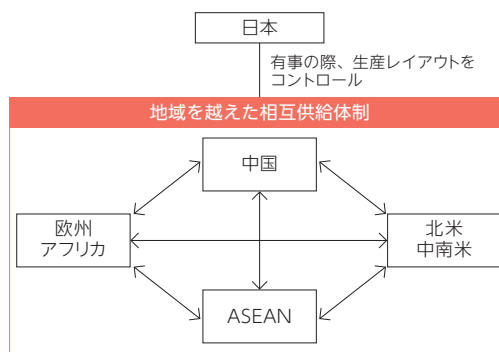 日本
有事の際、生産レイアウトを
コントロール
地域を越えた相互供給体制
中国
欧州
アフリカ
北米
中南米
ASEAN